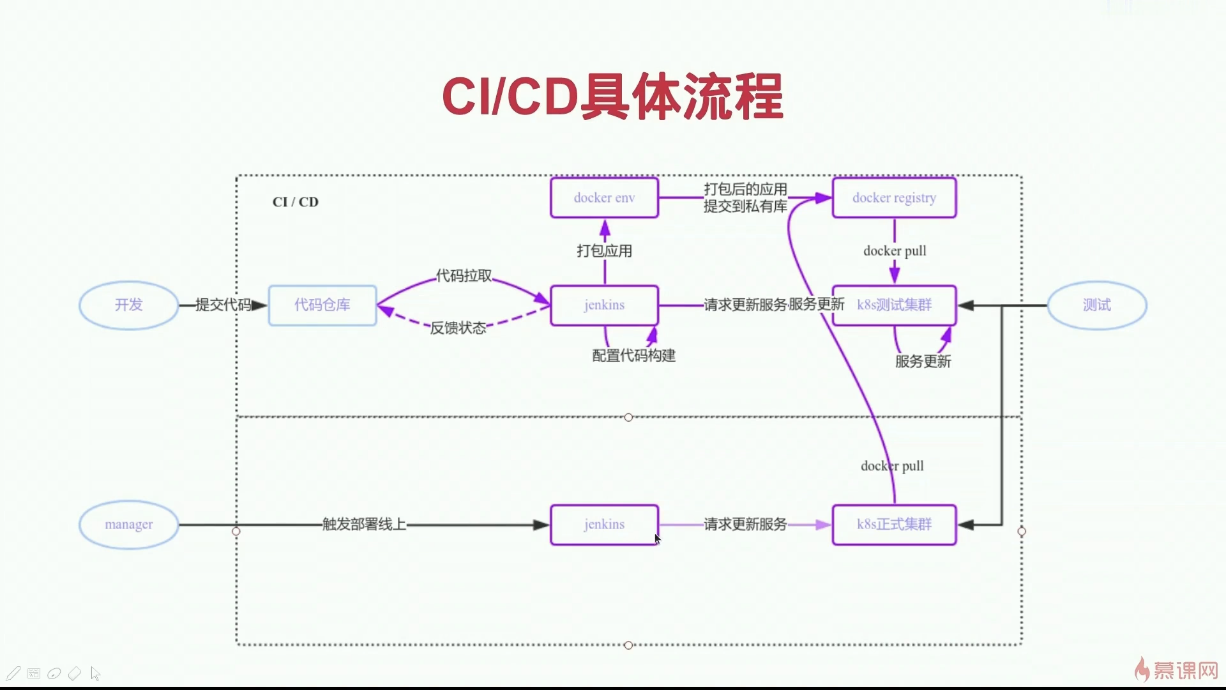 CI/CD具体流程
CI / CD
docker env
打包后的应用
提交到私有库
docker registry
打包应用
docker pull
代码拉取
开发
提交代码
代码仓库
jenkins
请求更新服务
服务更新
k8s测试集群
测试
反馈状态
配置代码构建
服务更新
docker pull
manager
触发部署线上
jenkins
请求更新服务
k8s正式集群
慕课网